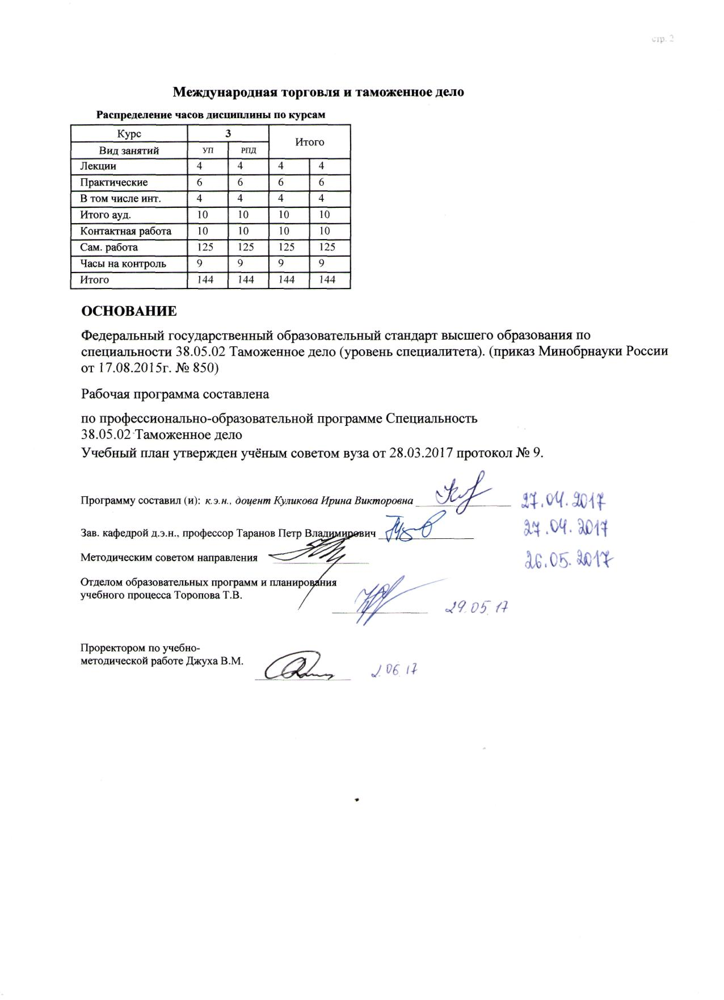 стр. 2
Международная торговля и таможенное дело
Распределение часов дисциплины по курсам
Курс 3 Итого
Вид занятий УП РПД
Лекции 4 4 4 4
Практические 6 6 6 6
В том числе инт. 4 4 4 4
Итого ауд. 10 10 10 10
Контактная работа 10 10 10 10
Сам. работа 125 125 125 125
Часы на контроль 9 9 9 9
Итого 144 144 144 144
ОСНОВАНИЕ
Федеральный государственный образовательный стандарт высшего образования по
специальности 38.05.02 Таможенное дело (уровень специалитета). (приказ Минобрнауки России
от 17.08.2015г. № 850)
Рабочая программа составлена
по профессионально-образовательной программе Специальность
38.05.02 Таможенное дело
Учебный план утвержден учёным советом вуза от 28.03.2017 протокол № 9.
Программу составил (и): к.э.н., доцент Куликова Ирина Викторовна 27.04.2017
Зав. кафедрой д.э.н., профессор Таранов Петр Владимирович 27.04.2017
Методическим советом направления 26.05.2017
Отделом образовательных программ и планирования
учебного процесса Торопова Т.В.
29.05.17
Проректором по учебно-
методической работе Джуха В.М.
2.06.17